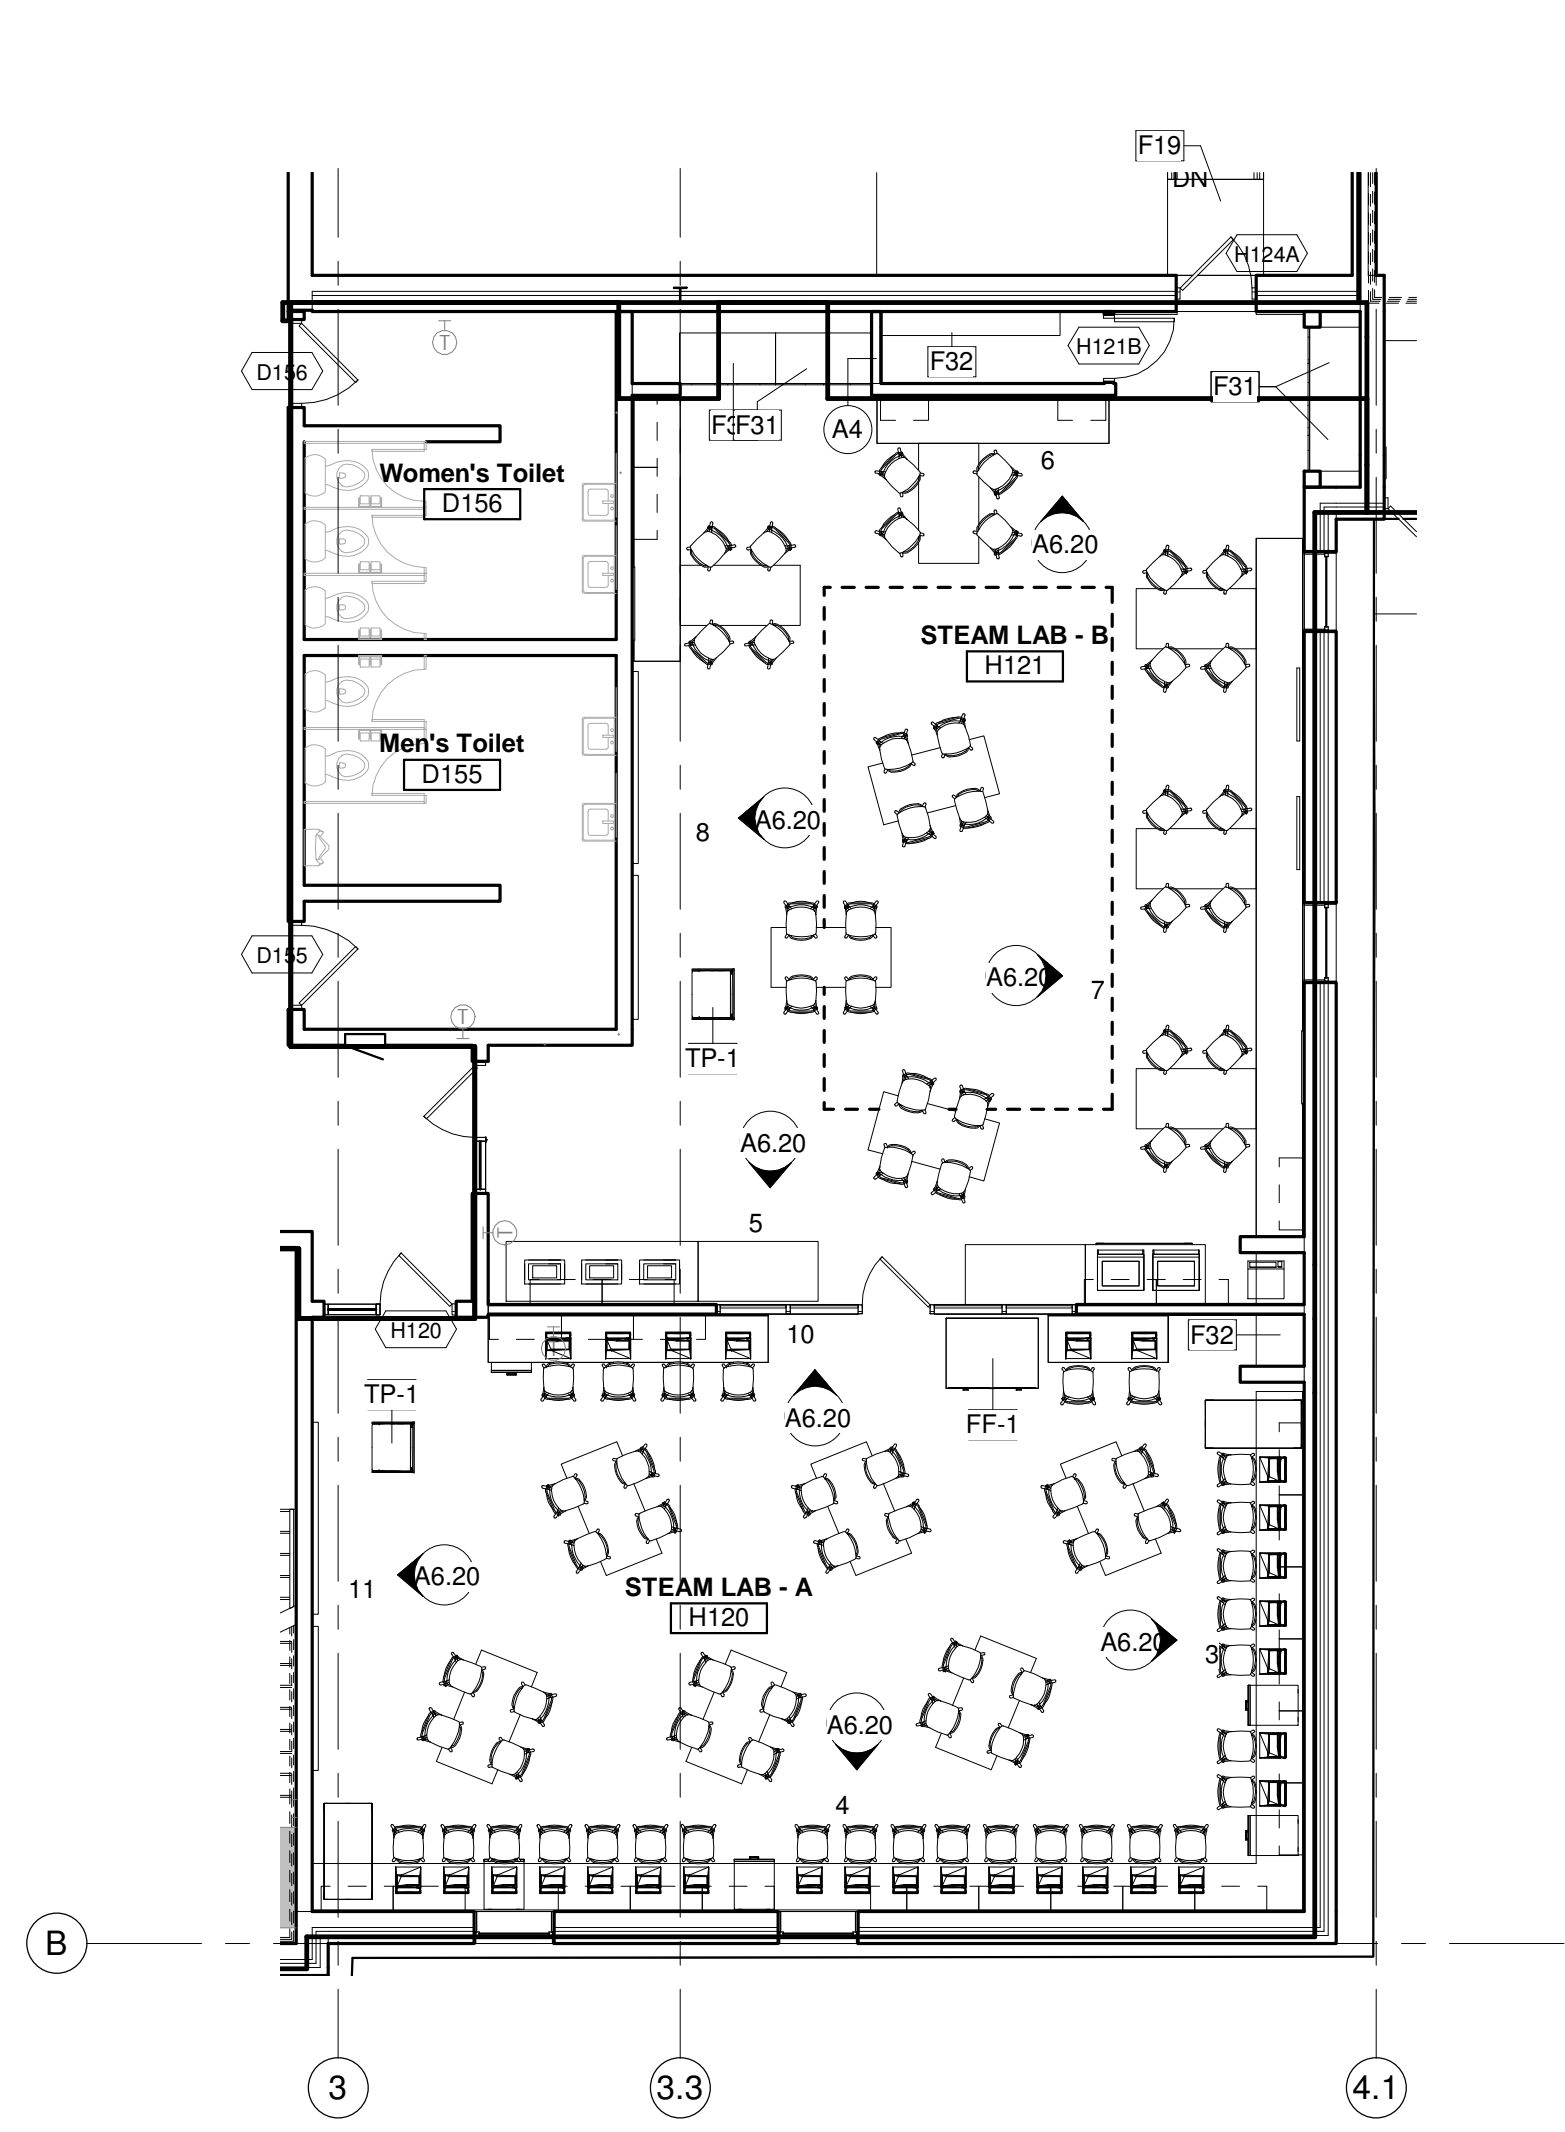 F19
DN
H124A
H121B
F32
D156
F31
F31
A4
6
Women's Toilet
D156
A6.20
STEAM LAB - B
H121
Men's Toilet
D155
8
A6.20
D155
A6.20
7
TP-1
A6.20
5
H120
10
F32
TP-1
A6.20
FF-1
11
A6.20
STEAM LAB - A
H120
A6.20
3
A6.20
4
B
3
3.3
4.1